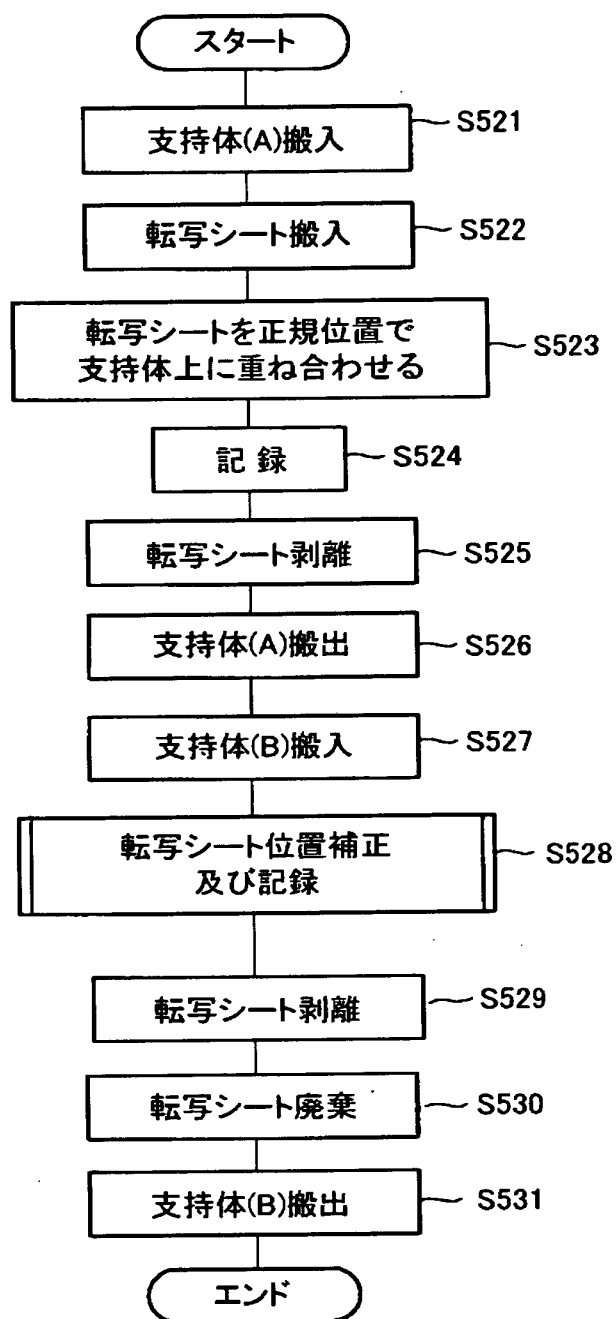 スタート
支持体(A)搬入
S521
転写シート搬入
S522
転写シートを正規位置で
支持体上に重ね合わせる
S523
記 録
S524
転写シート剥離
S525
支持体(A)搬出
S526
支持体(B)搬入
S527
転写シート位置補正
及び記録
S528
転写シート剥離
S529
転写シート廃棄
S530
支持体(B)搬出
S531
エンド